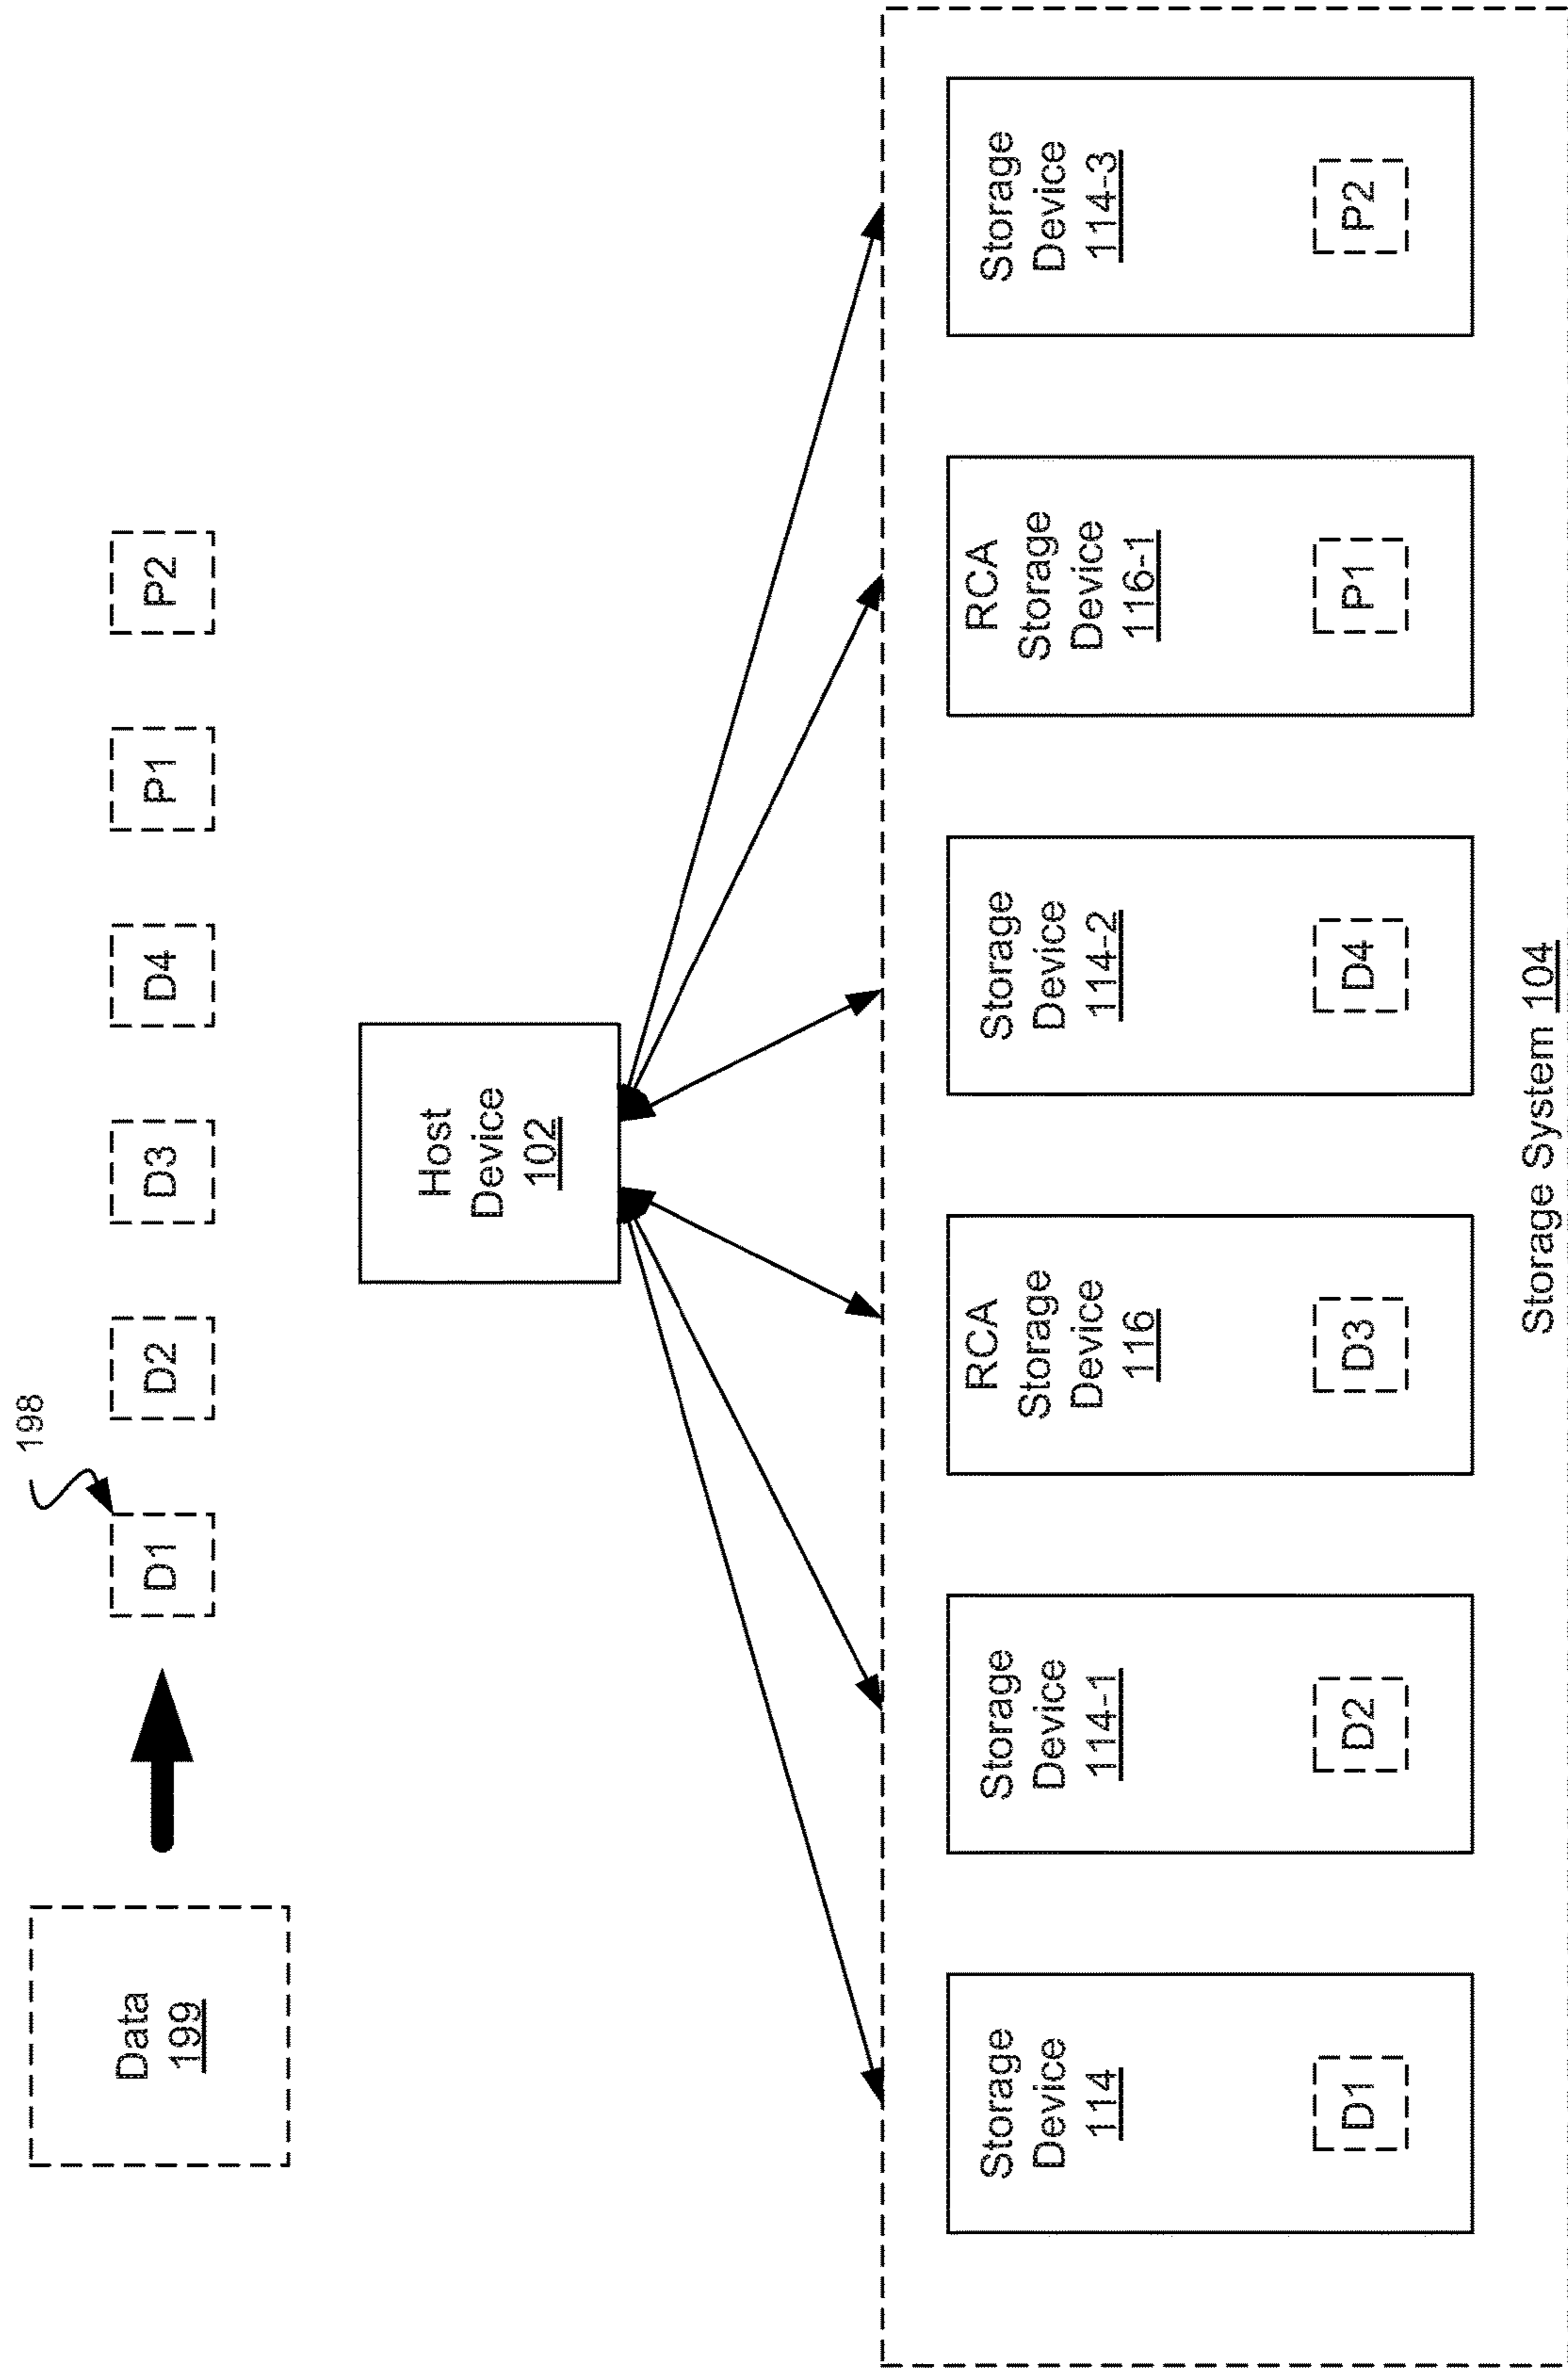 198
Data
199
D1
D2
D3
D4
P1
P2
Host
Device
102
Storage
Device
114
D1
Storage
Device
114-1
D2
RCA
Storage
Device
116
D3
Storage
Device
114-2
D4
RCA
Storage
Device
116-1
P1
Storage
Device
114-3
P2
Storage System 104